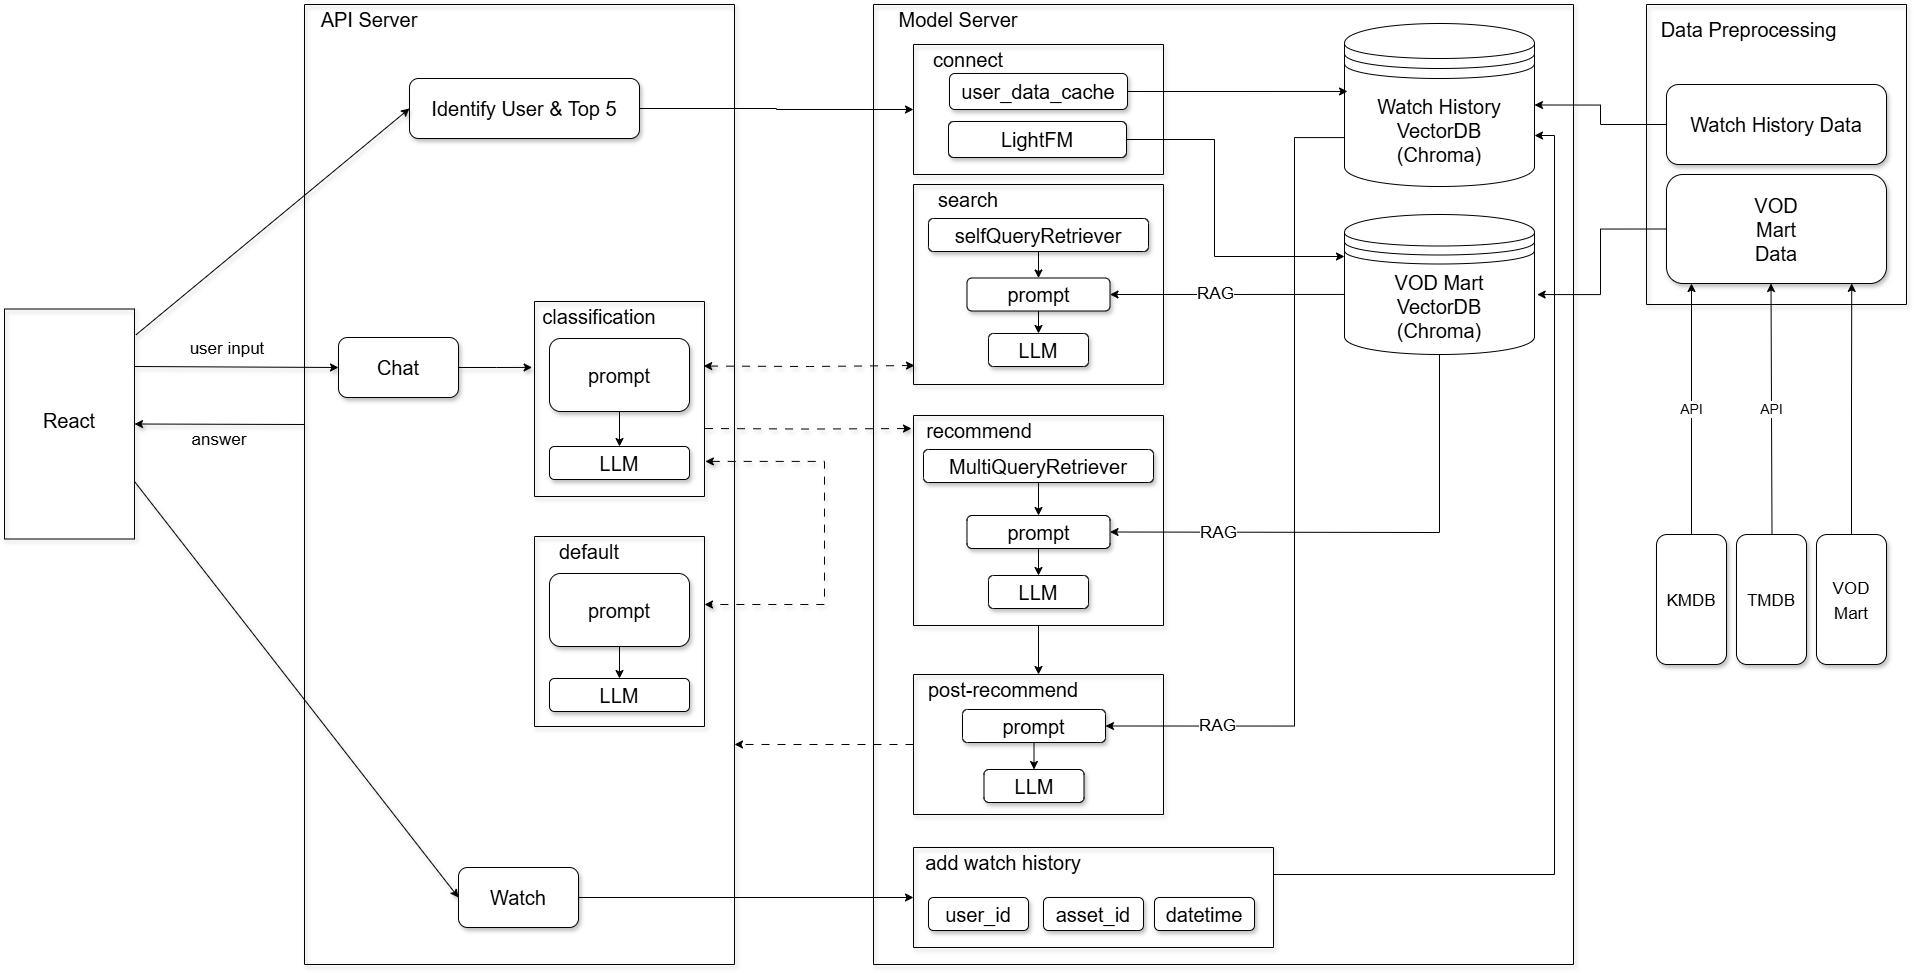 API Server
Model Server
Data Preprocessing
Identify User & Top 5
connect
user_data_cache
LightFM
Watch History
VectorDB
(Chroma)
Watch History Data
VOD
Mart
Data
search
selfQueryRetriever
prompt
LLM
RAG
VOD Mart
VectorDB
(Chroma)
React
user input
answer
Chat
classification
prompt
LLM
default
prompt
LLM
recommend
MultiQueryRetriever
prompt
LLM
RAG
post-recommend
prompt
LLM
RAG
API
API
KMDB
TMDB
VOD
Mart
Watch
add watch history
user_id
asset_id
datetime